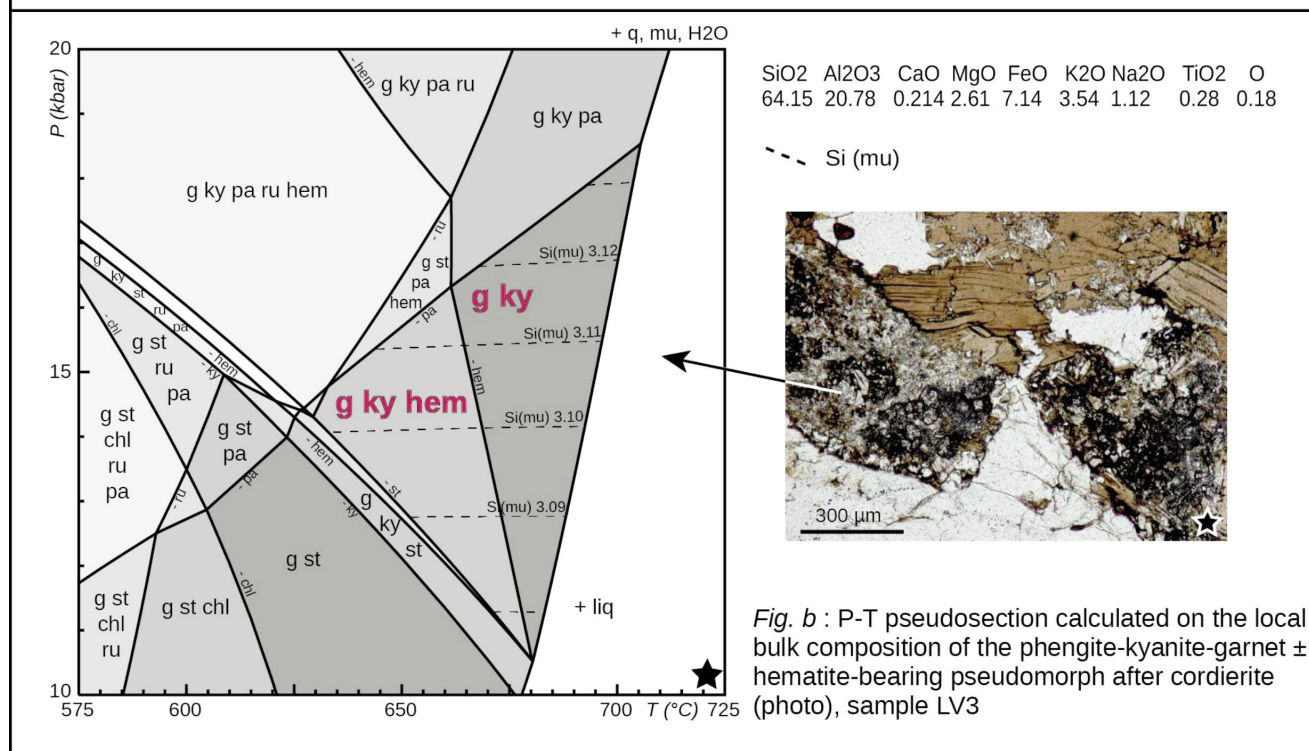 + q, mu, H2O
20
P (kbar)
15
10
575
600
650
T (°C)
700
725
- hem
g ky pa ru
g ky pa
g ky pa ru hem
- ru
g st
pa
hem
- pa
Si(mu) 3.12
g ky
Si(mu) 3.11
- hem
g ky hem
Si(mu) 3.10
Si(mu) 3.09
g
ky
st
ru
pa
- hem
- ky
- chl
g st
ru
pa
g st
chl
ru
pa
g st
pa
- ru
- pa
- hem
- st
- ky
g
ky
st
g st
- chl
g st
chl
ru
g st chl
+ liq
SiO2 Al2O3 CaO MgO FeO K2O Na2O TiO2 O
64.15 20.78 0.214 2.61 7.14 3.54 1.12 0.28 0.18
Si (mu)
300 µm
Fig. b : P-T pseudosection calculated on the local
bulk composition of the phengite-kyanite-garnet ±
hematite-bearing pseudomorph after cordierite
(photo), sample LV3